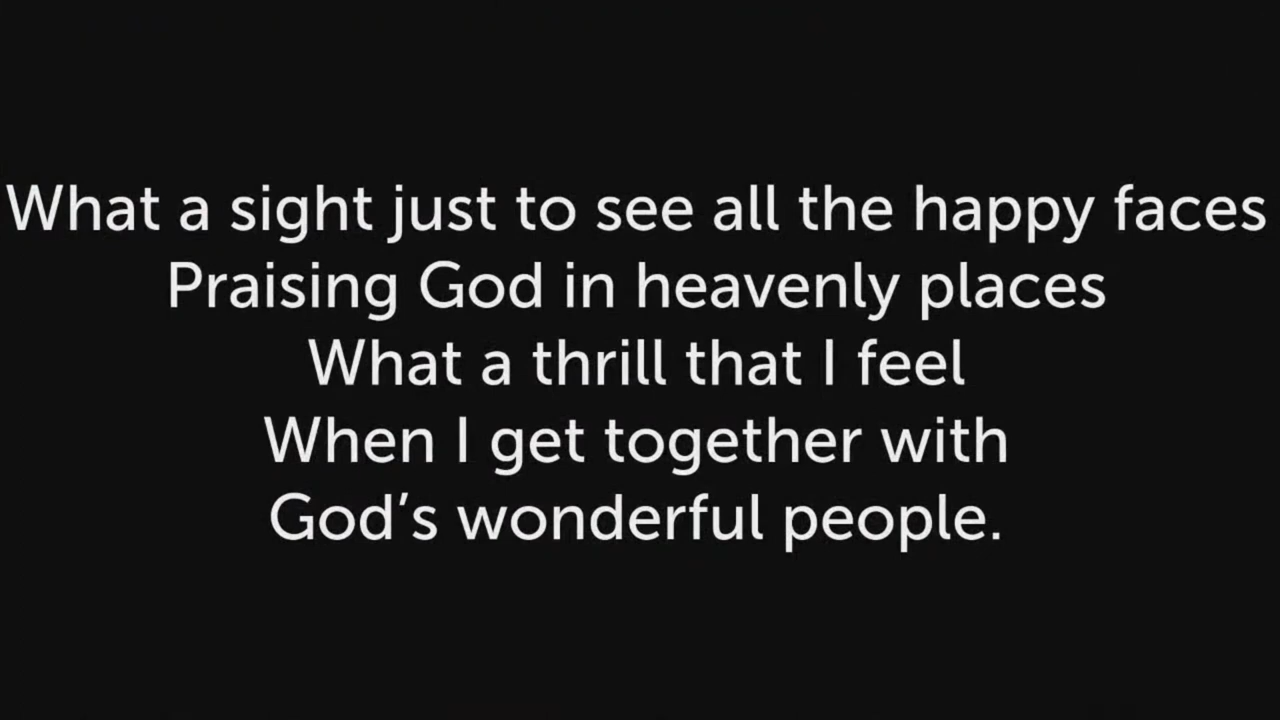 What a sight just to see all the happy faces
Praising God in heavenly places
What a thrill that I feel
When I get together with
God’s wonderful people.